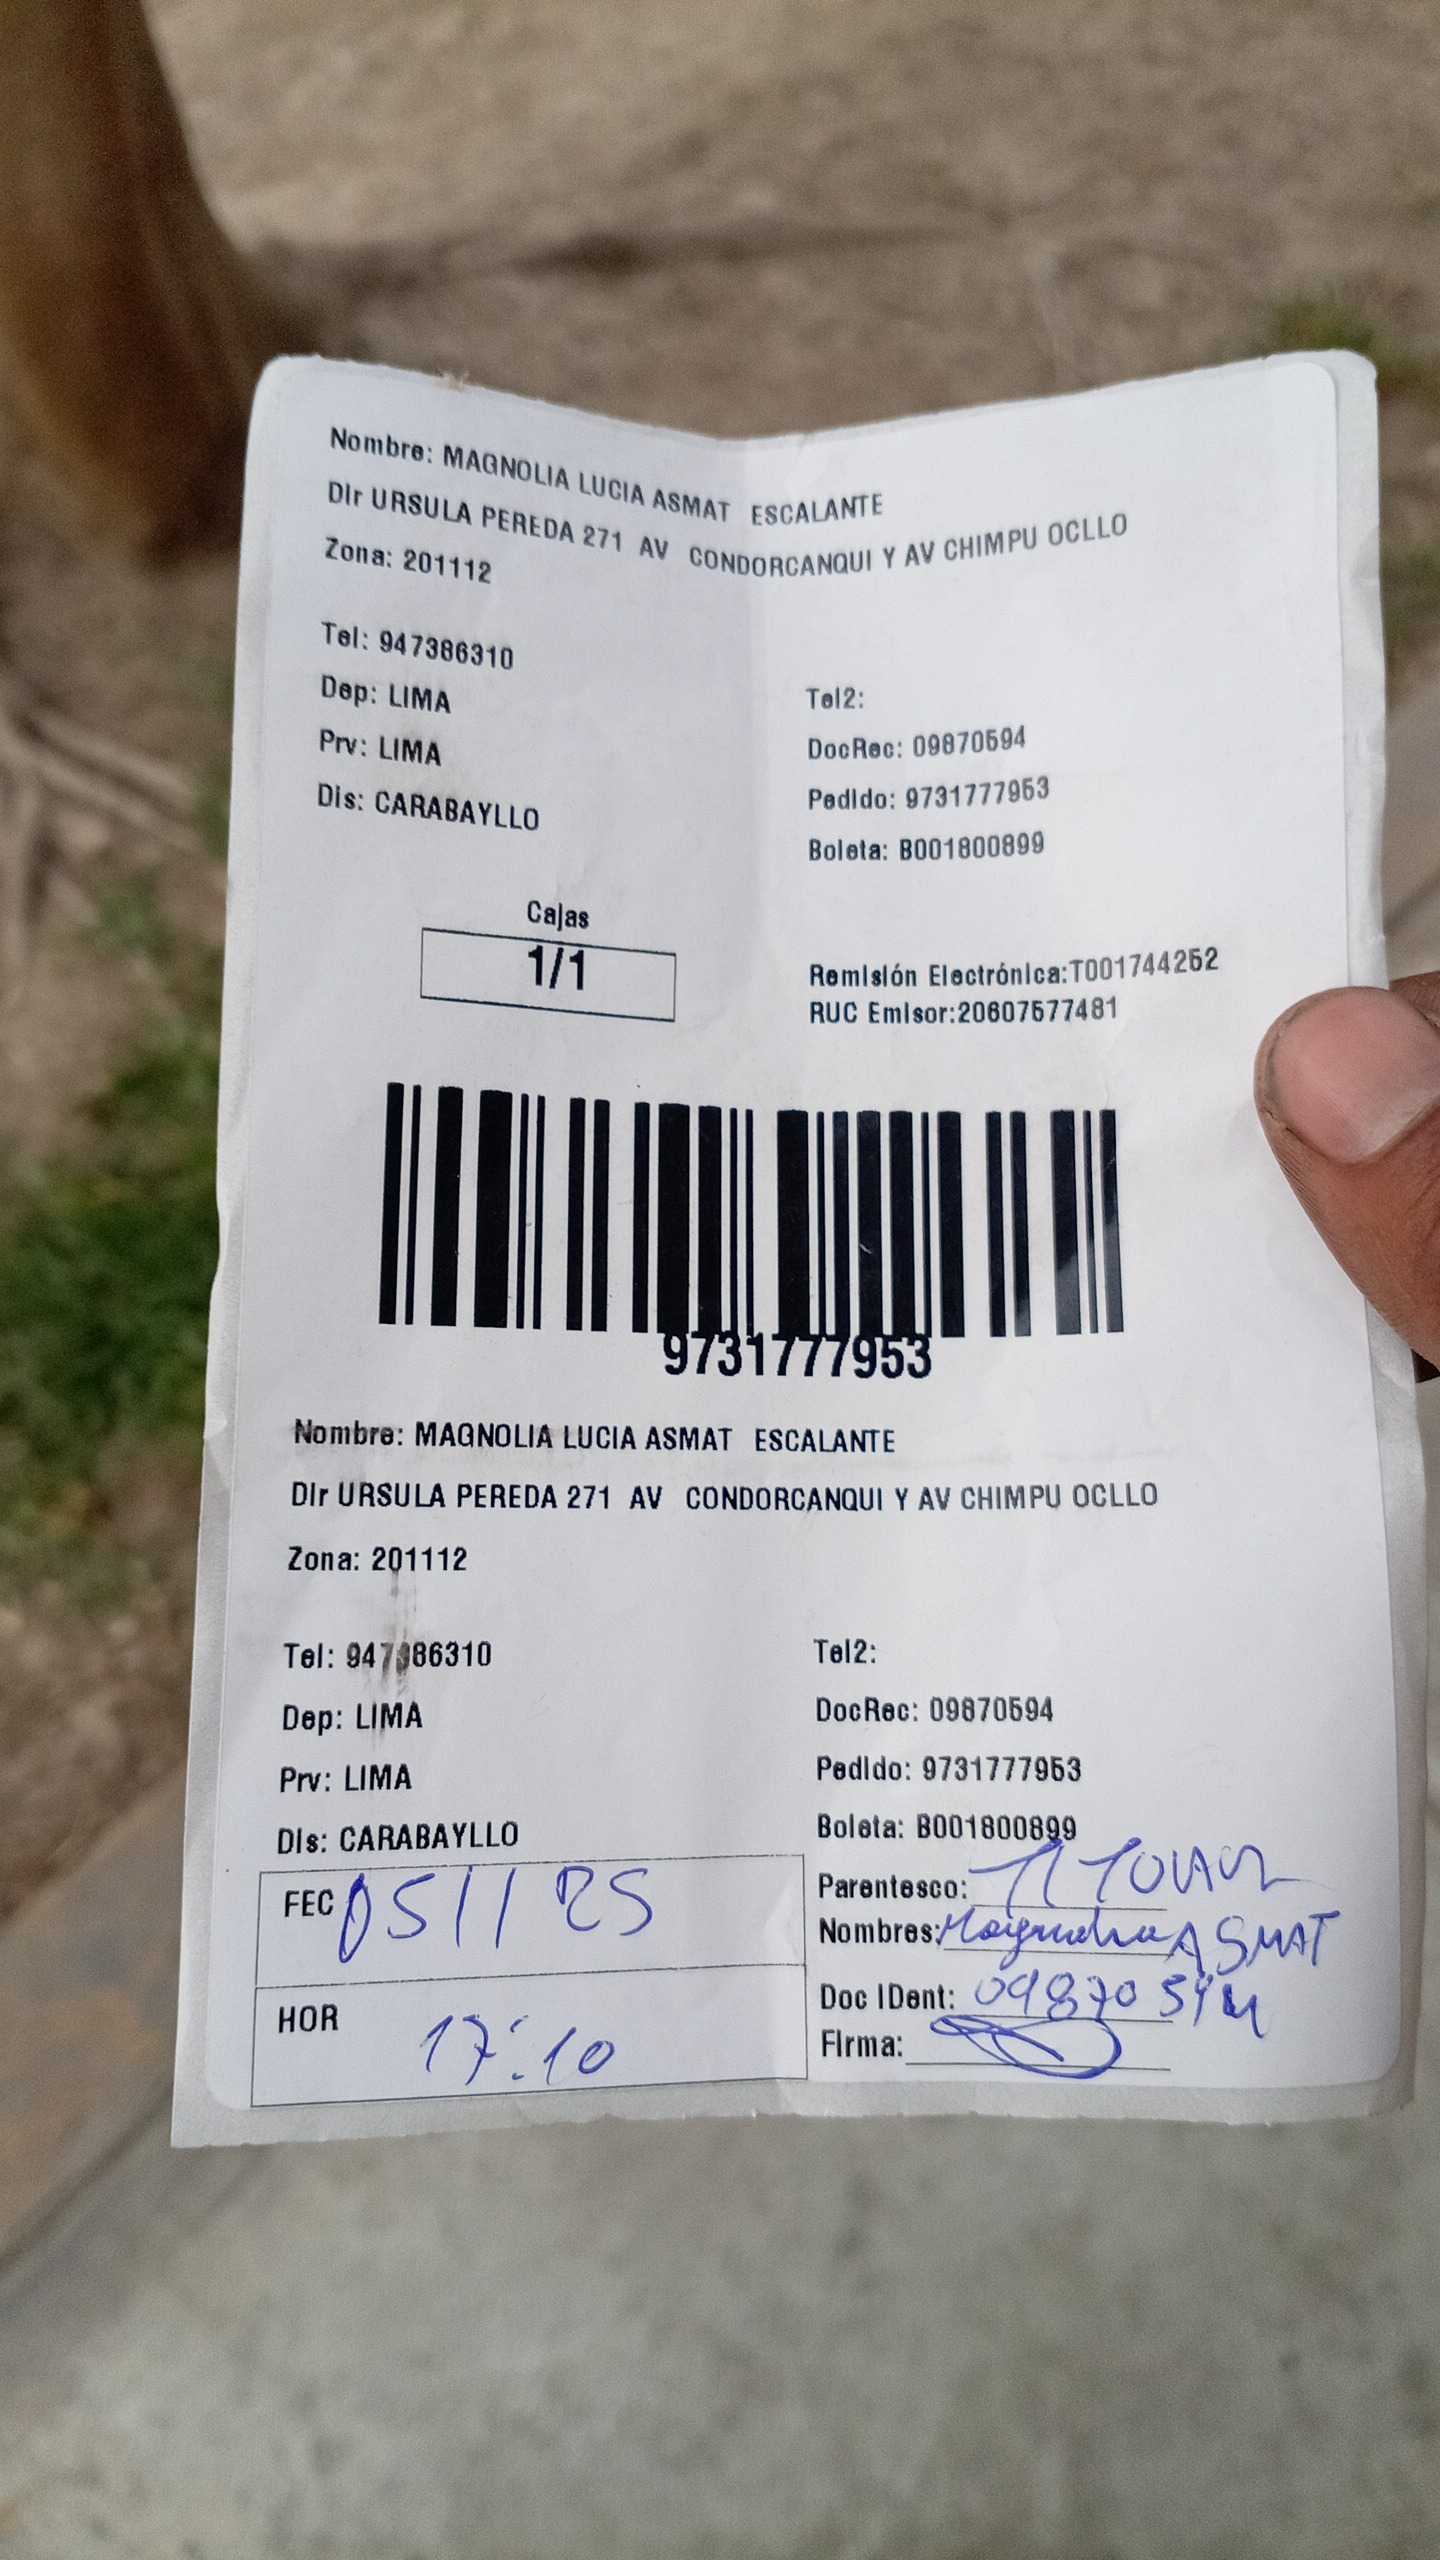 Nombre: MAGNOLIA LUCIA ASMAT ESCALANTE
Dir URSULA PEREDA 271 AV CONDORCANQUI Y AV CHIMPU OCLLO
Zona: 201112
Tel: 947386310
Tel2:
Dep: LIMA
DocRec: 09870594
Prv: LIMA
Pedido: 9731777953
Dis: CARABAYLLO
Boleta: B001800899
Cajas
1/1
Remisión Electrónica:T001744252
RUC Emisor:20607577481
9731777953
Nombre: MAGNOLIA LUCIA ASMAT ESCALANTE
Dir URSULA PEREDA 271 AV CONDORCANQUI Y AV CHIMPU OCLLO
Zona: 201112
Tel: 947386310
Tel2:
Dep: LIMA
DocRec: 09870594
Prv: LIMA
Pedido: 9731777953
Dis: CARABAYLLO
Boleta: B001800899
FEC 05/1/25
Parentesco:
Nombres: ASMAT
HOR 17:10
Doc IDent:
Firma: